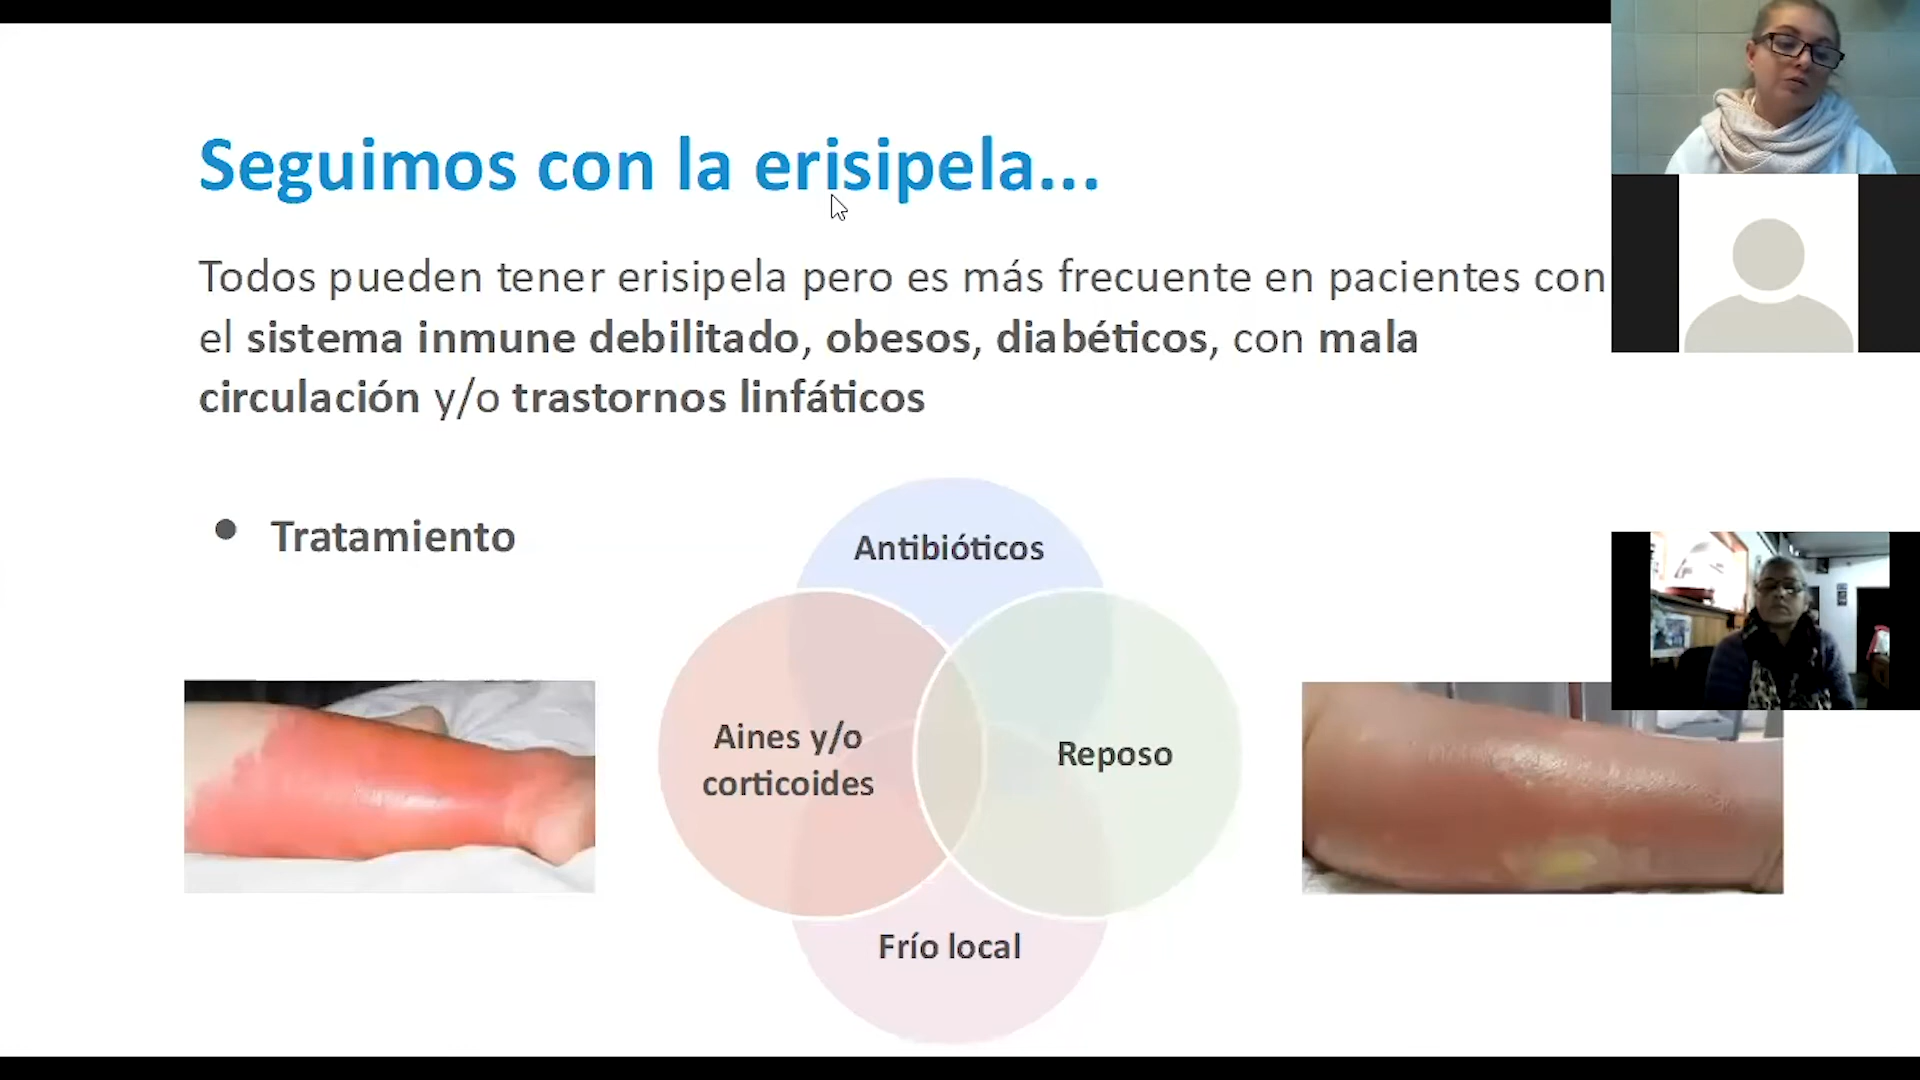 Seguimos con la erisipela...
Todos pueden tener erisipela pero es más frecuente en pacientes con
el sistema inmune debilitado, obesos, diabéticos, con mala
circulación y/o trastornos linfáticos
• Tratamiento
Antibióticos
Aines y/o
corticoides
Reposo
Frío local